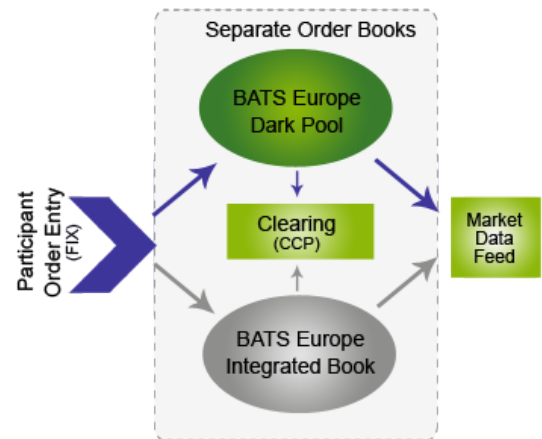 Separate Order Books
BATS Europe
Dark Pool
Participant
Order Entry
(FIX)
Clearing
(CCP)
Market
Data
Feed
BATS Europe
Integrated Book